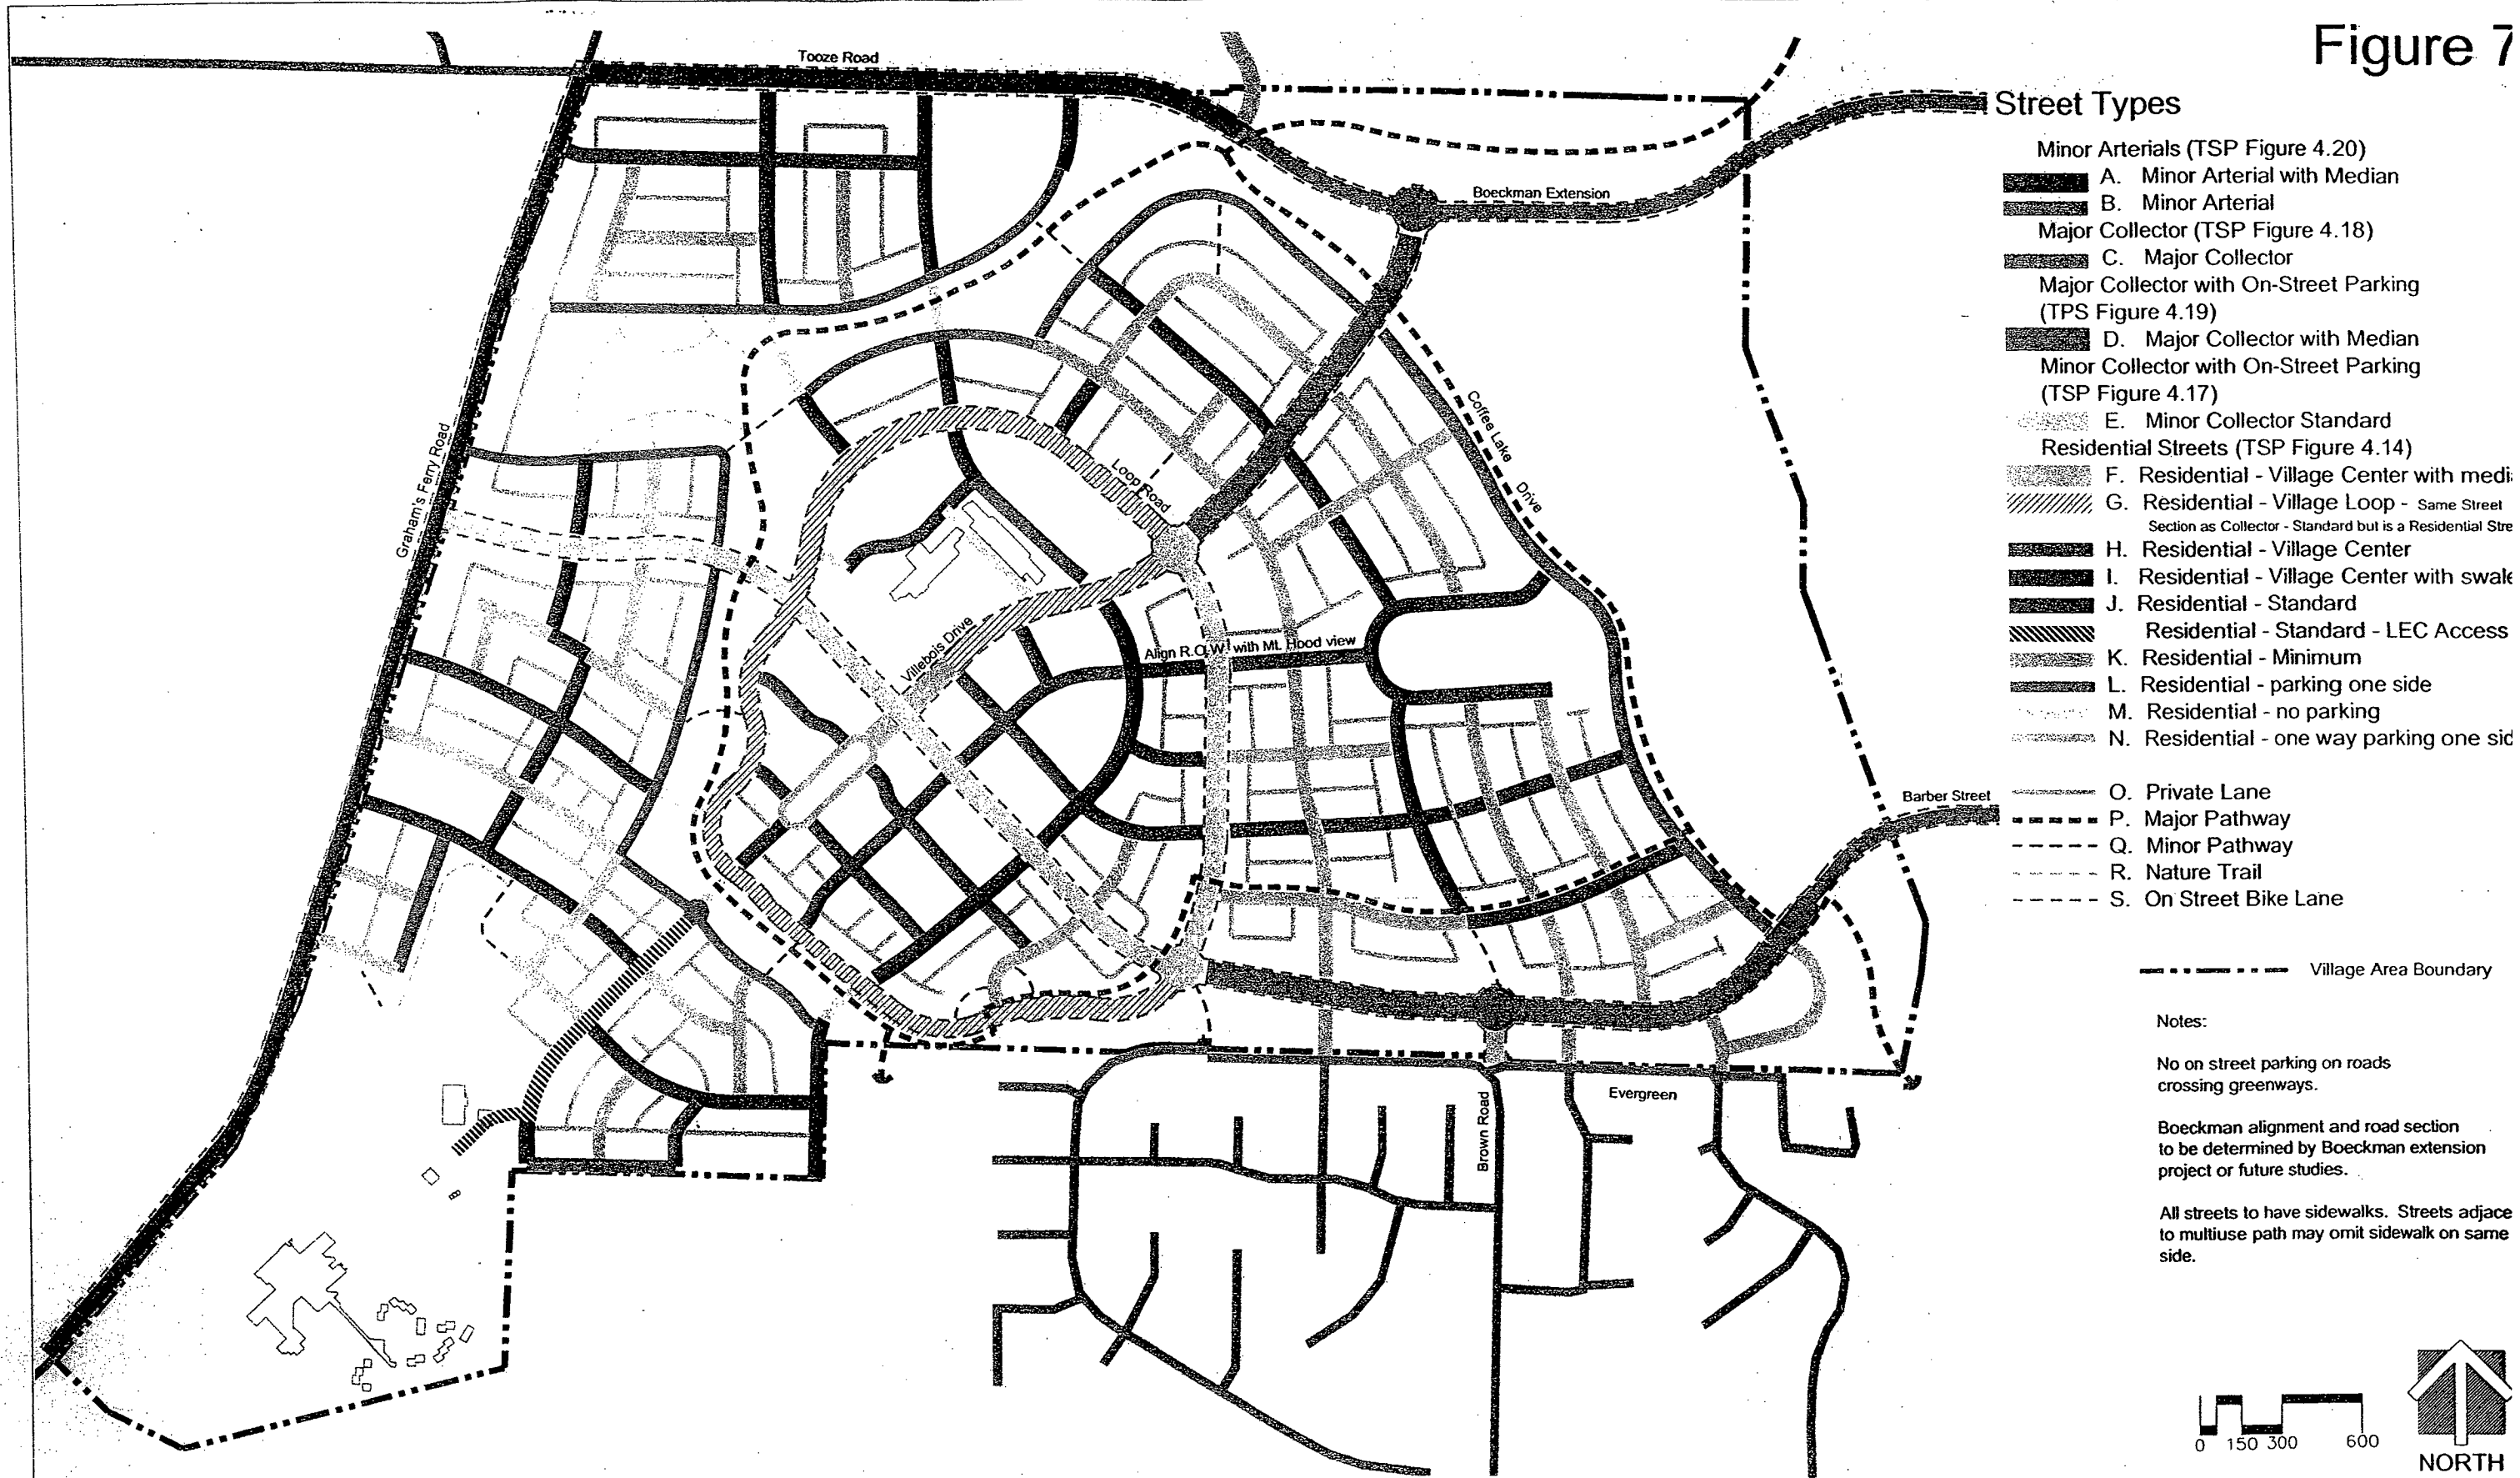 Figure 7
Street Types
Minor Arterials (TSP Figure 4.20)
A. Minor Arterial with Median
B. Minor Arterial
Major Collector (TSP Figure 4.18)
C. Major Collector
Major Collector with On-Street Parking
(TPS Figure 4.19)
D. Major Collector with Median
Minor Collector with On-Street Parking
(TSP Figure 4.17)
E. Minor Collector Standard
Residential Streets (TSP Figure 4.14)
F. Residential - Village Center with medi
G. Residential - Village Loop - Same Street
Section as Collector - Standard but is a Residential Stre
H. Residential - Village Center
I. Residential - Village Center with swale
J. Residential - Standard
Residential - Standard - LEC Access
K. Residential - Minimum
L. Residential - parking one side
M. Residential - no parking
N. Residential - one way parking one sid
O. Private Lane
P. Major Pathway
Q. Minor Pathway
R. Nature Trail
S. On Street Bike Lane
Village Area Boundary
Notes:
No on street parking on roads
crossing greenways.
Boeckman alignment and road section
to be determined by Boeckman extension
project or future studies.
All streets to have sidewalks. Streets adjace
to multiuse path may omit sidewalk on same
side.
0 150 300 600
NORTH
Tooze Road
Boeckman Extension
Graham's Ferry Road
Coffee Lake Drive
Loop Road
Villebois Drive
Align R.O.W. with Mt. Hood view
Barber Street
Brown Road
Evergreen